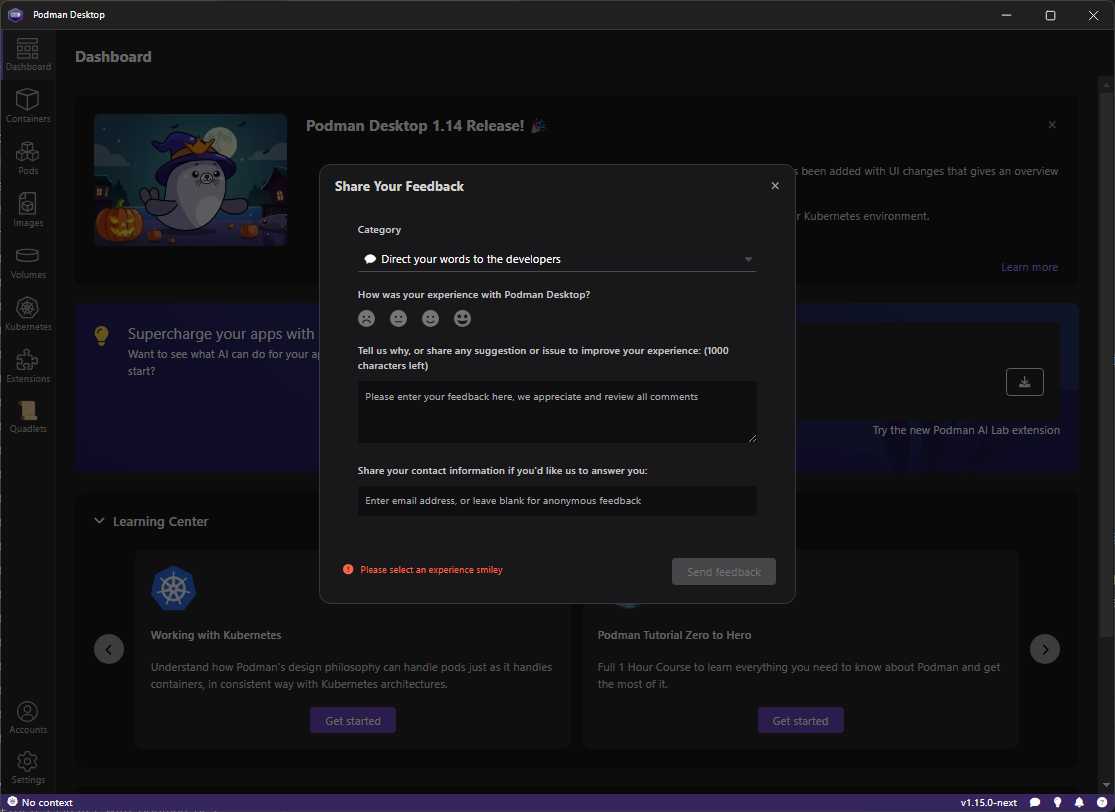 Podman Desktop
Dashboard
Containers
Pods
Images
Volumes
Kubernetes
Extensions
Quadlets
Accounts
Settings
Dashboard
Podman Desktop 1.14 Release!
been added with UI changes that gives an overview
Kubernetes environment.
Learn more
Supercharge your apps with
Want to see what AI can do for your
start?
Try the new Podman AI Lab extension
Share Your Feedback
Category
Direct your words to the developers
How was your experience with Podman Desktop?
Tell us why, or share any suggestion or issue to improve your experience: (1000
characters left)
Please enter your feedback here, we appreciate and review all comments
Share your contact information if you'd like us to answer you:
Enter email address, or leave blank for anonymous feedback
Please select an experience smiley
Send feedback
Learning Center
Working with Kubernetes
Understand how Podman's design philosophy can handle pods just as it handles
containers, in consistent way with Kubernetes architectures.
Get started
Podman Tutorial Zero to Hero
Full 1 Hour Course to learn everything you need to know about Podman and get
the most of it.
Get started
No context
v1.15.0-next